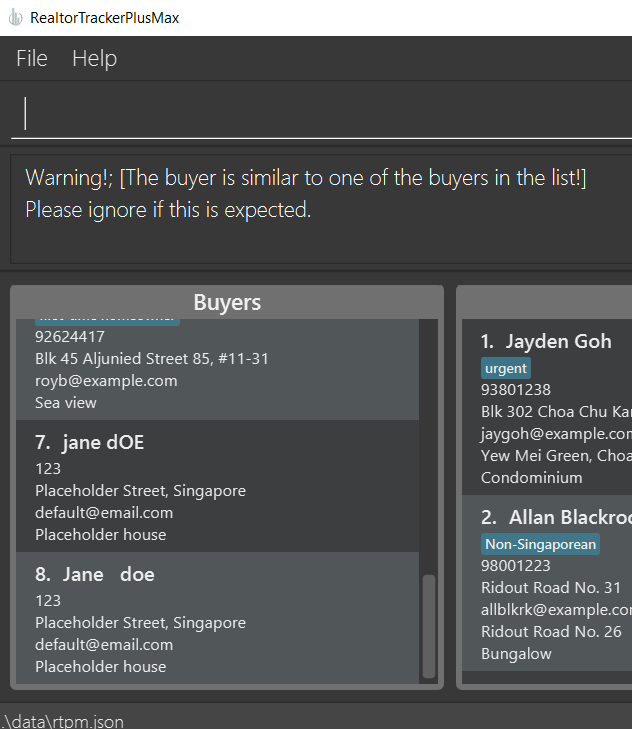 RealtorTrackerPlusMax
File Help
Warning!; [The buyer is similar to one of the buyers in the list!]
Please ignore if this is expected.
Buyers
92624417
Blk 45 Aljunied Street 85, #11-31
royb@example.com
Sea view
7. jane dOE
123
Placeholder Street, Singapore
default@email.com
Placeholder house
8. Jane   doe
123
Placeholder Street, Singapore
default@email.com
Placeholder house
1. Jayden Goh
urgent
93801238
Blk 302 Choa Chu Ka
jaygoh@example.com
Yew Mei Green, Choa
Condominium
2. Allan Blackro
Non-Singaporean
98001223
Ridout Road No. 31
allblkrk@example.co
Ridout Road No. 26
Bungalow
.\data\rtpm.json